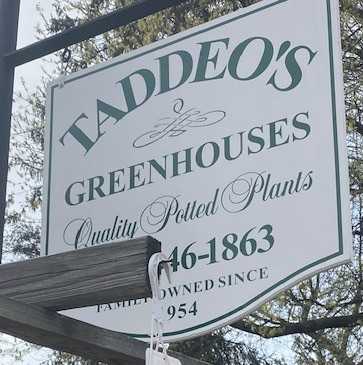 TADDEO'S
GREENHOUSES
Quality Potted Plants
46-1863
FAMILY OWNED SINCE
954